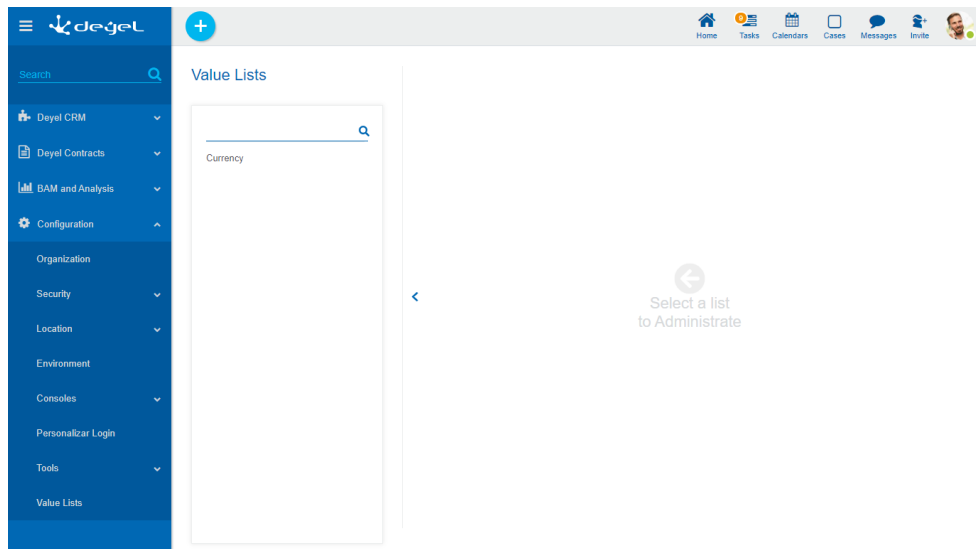 deyel
Home
Tasks
Calendars
Cases
Messages
Invite
Search
Deyel CRM
Deyel Contracts
BAM and Analysis
Configuration
Organization
Security
Location
Environment
Consoles
Personalizar Login
Tools
Value Lists
Value Lists
Currency
Select a list
to Administrate